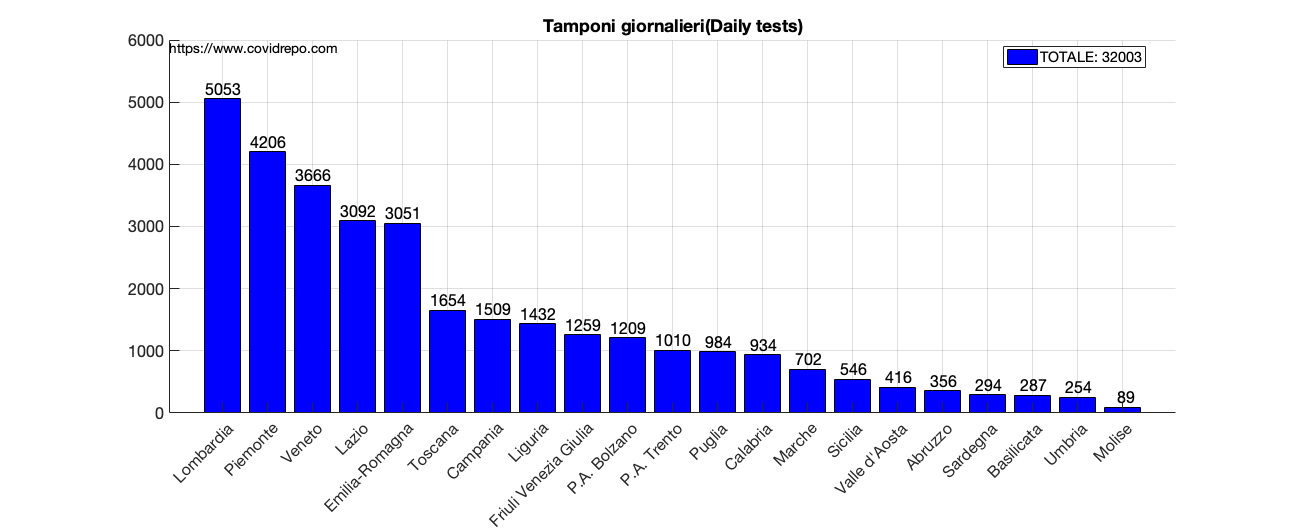 Tamponi giornalieri(Daily tests)
https://www.covidrepo.com
TOTALE: 32003
6000
5000
4000
3000
2000
1000
0
5053
4206
3666
3092
3051
1654
1509
1432
1259
1209
1010
984
934
702
546
416
356
294
287
254
89
Lombardia
Piemonte
Veneto
Lazio
Emilia-Romagna
Toscana
Campania
Liguria
Friuli Venezia Giulia
P.A. Bolzano
P.A. Trento
Puglia
Calabria
Marche
Sicilia
Valle d'Aosta
Abruzzo
Sardegna
Basilicata
Umbria
Molise